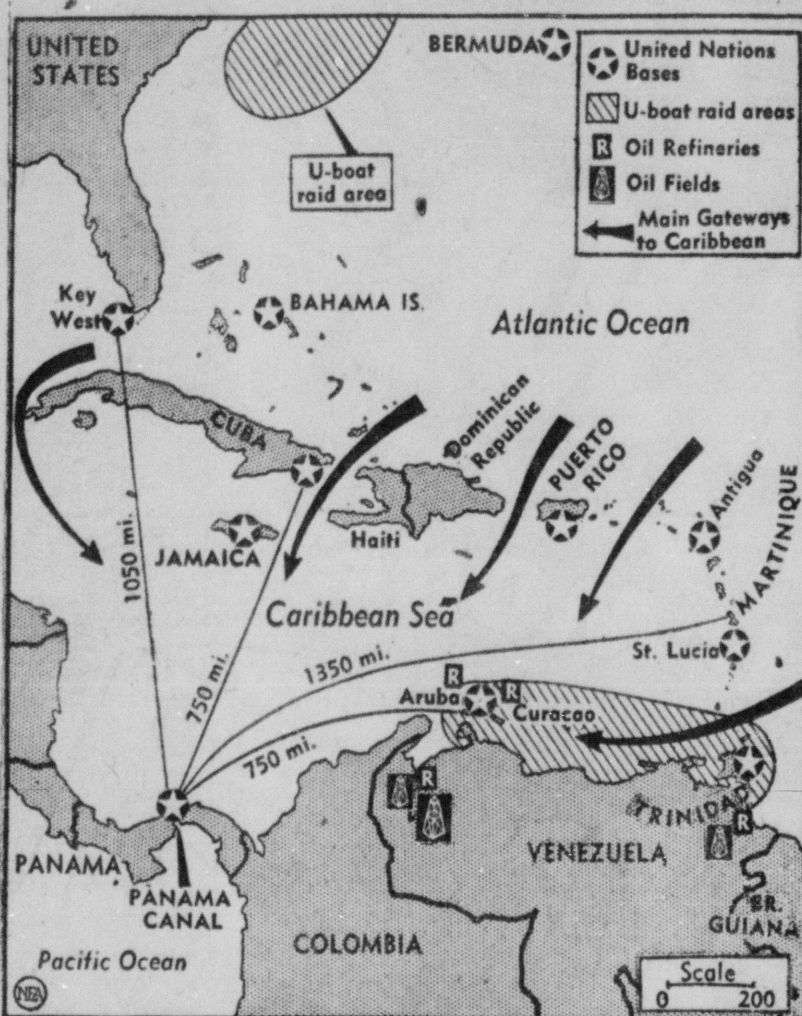 UNITED
STATES
BERMUDA
United Nations
Bases
U-boat raid areas
R Oil Refineries
Oil Fields
Main Gateways
to Caribbean
U-boat
raid area
Key
West
BAHAMA IS.
Atlantic Ocean
CUBA
Dominican
Republic
PUERTO
RICO
Antigua
MARTINIQUE
JAMAICA
Haiti
1050 mi.
Caribbean Sea
750 mi.
1350 mi.
St. Lucia
R
Aruba
R
Curacao
750 mi.
R
TRINIDAD
R
PANAMA
VENEZUELA
PANAMA
CANAL
BR.
GUIANA
COLOMBIA
Pacific Ocean
Scale
0 200
NEA